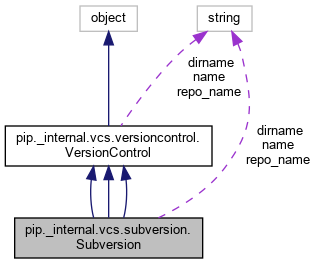 object
string
dirname
name
repo_name
pip._internal.vcs.versioncontrol.
VersionControl
dirname
name
repo_name
pip._internal.vcs.subversion.
Subversion